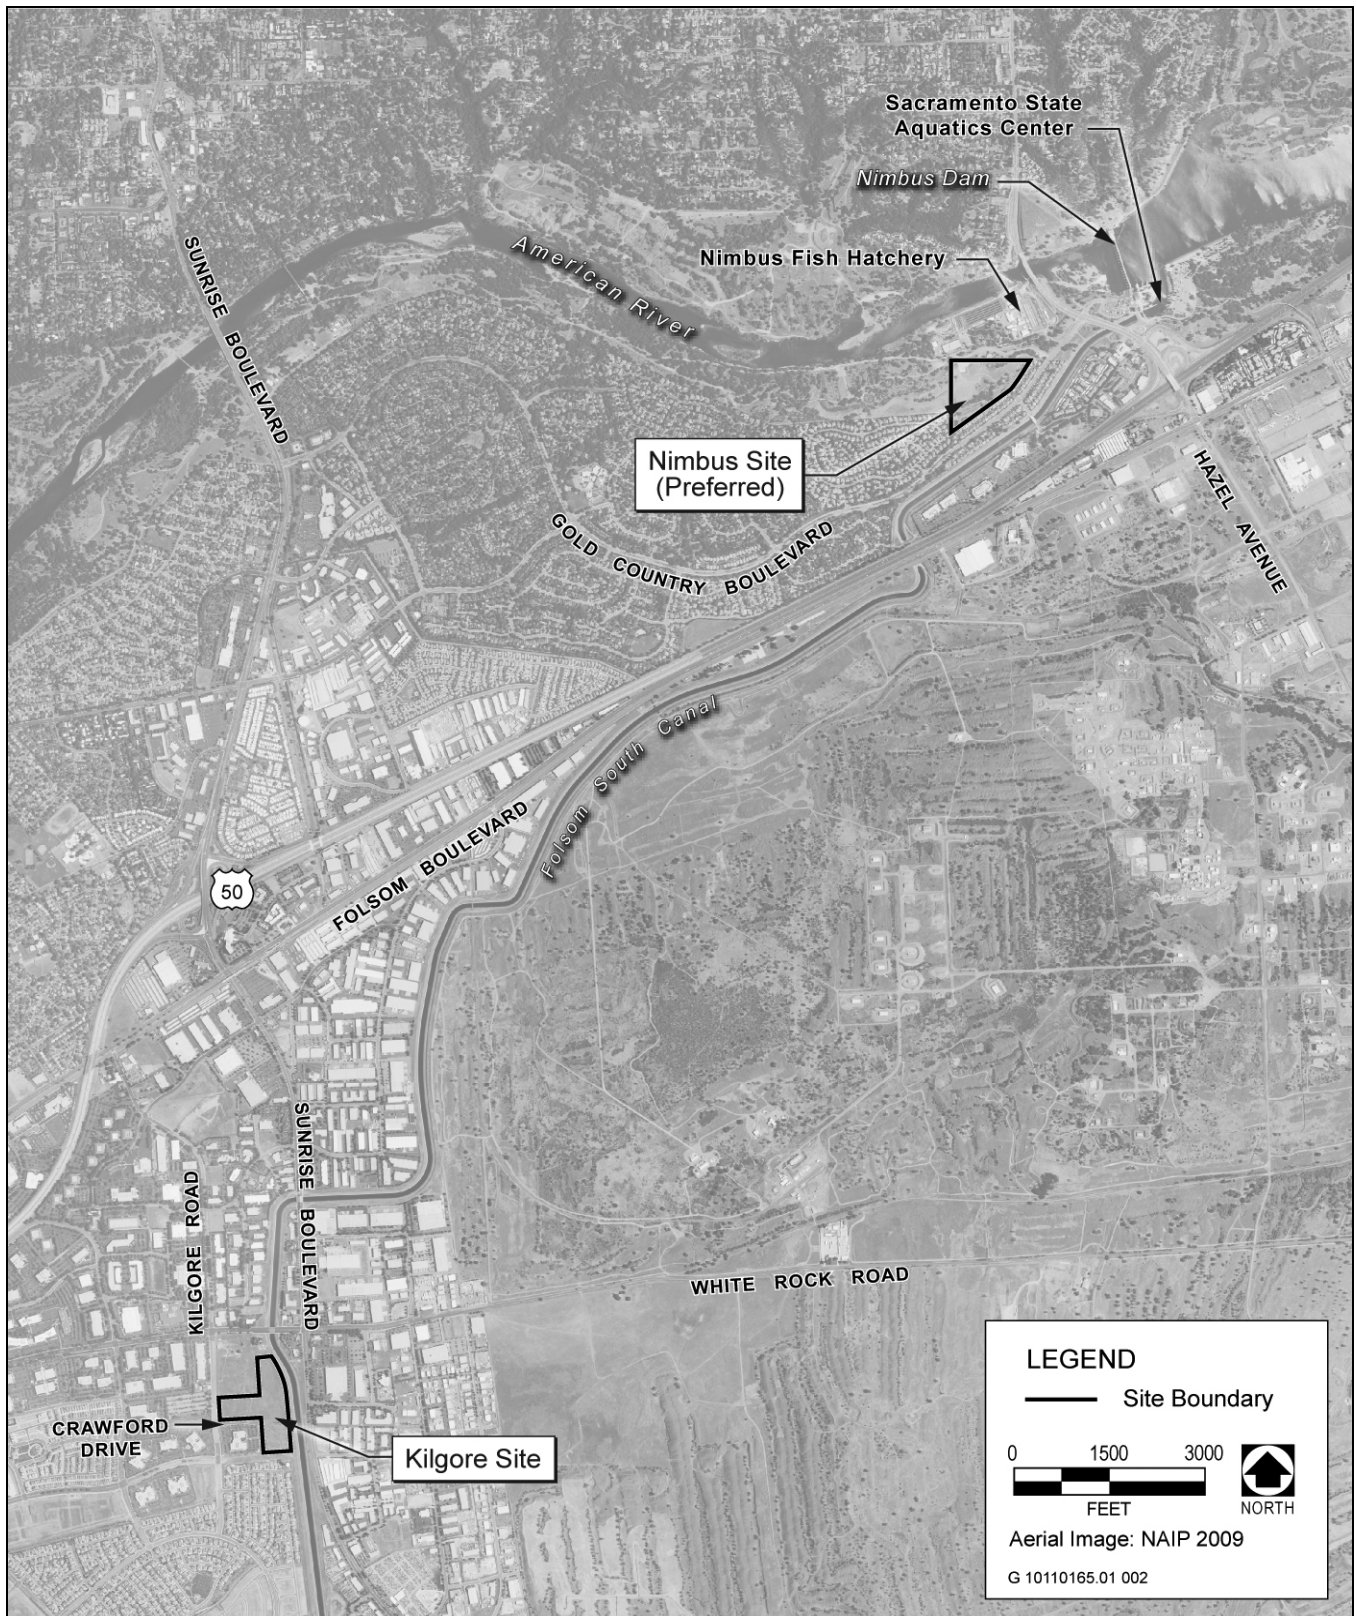 Sacramento State
Aquatics Center
Nimbus Dam
Nimbus Fish Hatchery
American River
SUNRISE BOULEVARD
Nimbus Site
(Preferred)
HAZEL AVENUE
GOLD COUNTRY BOULEVARD
Folsom South Canal
FOLSOM BOULEVARD
50
SUNRISE BOULEVARD
KILGORE ROAD
WHITE ROCK ROAD
CRAWFORD
DRIVE
Kilgore Site
LEGEND
Site Boundary
0 1500 3000
FEET
NORTH
Aerial Image: NAIP 2009
G 10110165.01 002